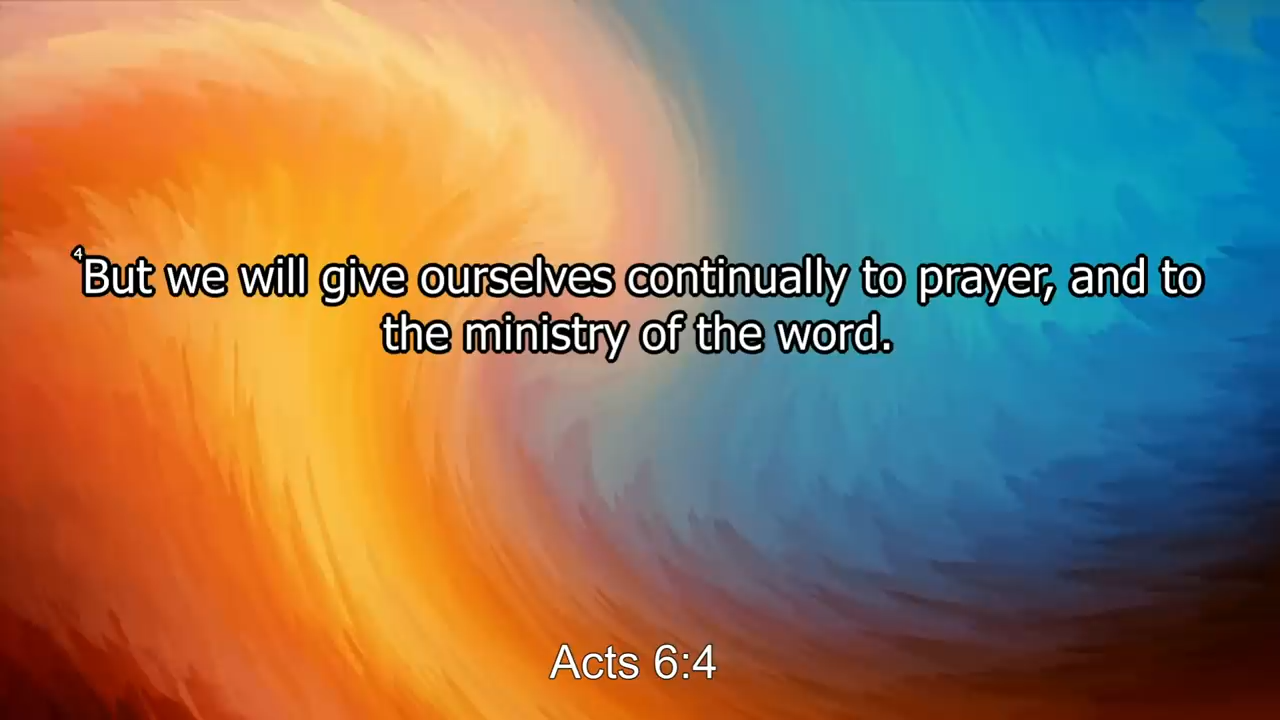 4But we will give ourselves continually to prayer, and to
the ministry of the word.
Acts 6:4